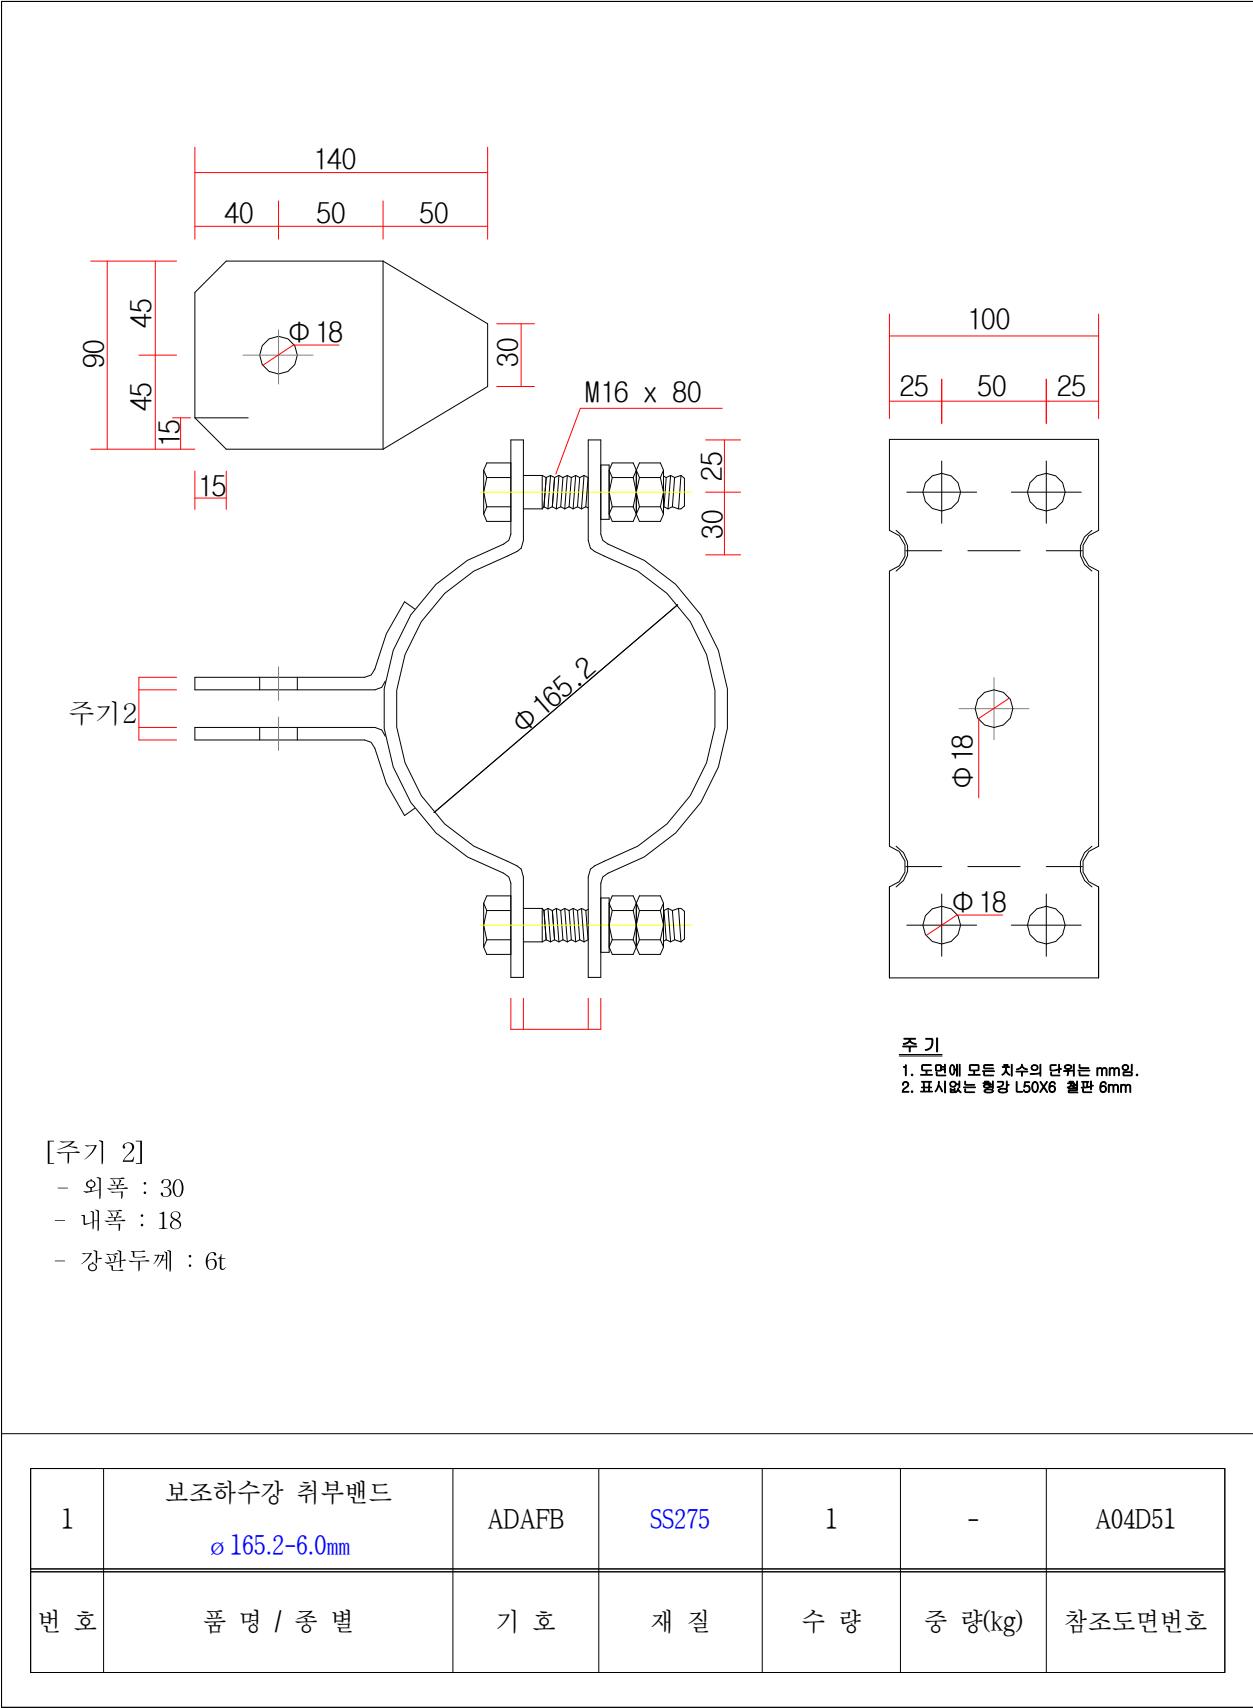 140
40 50 50
90
45
45
15
15
Φ18
30
M16 x 80
25
30
100
25 50 25
주기2
Φ165.2
Φ18
Φ18
주 기
1. 도면에 모든 치수의 단위는 mm임.
2. 표시없는 형강 L50X6 철판 6mm
[주기 2]
- 외폭 : 30
- 내폭 : 18
- 강판두께 : 6t
1 보조하수강 취부밴드 ADAFB SS275 1 - A04D51
ø165.2-6.0mm
번 호 품 명 / 종 별 기 호 재 질 수 량 중 량(kg) 참조도면번호